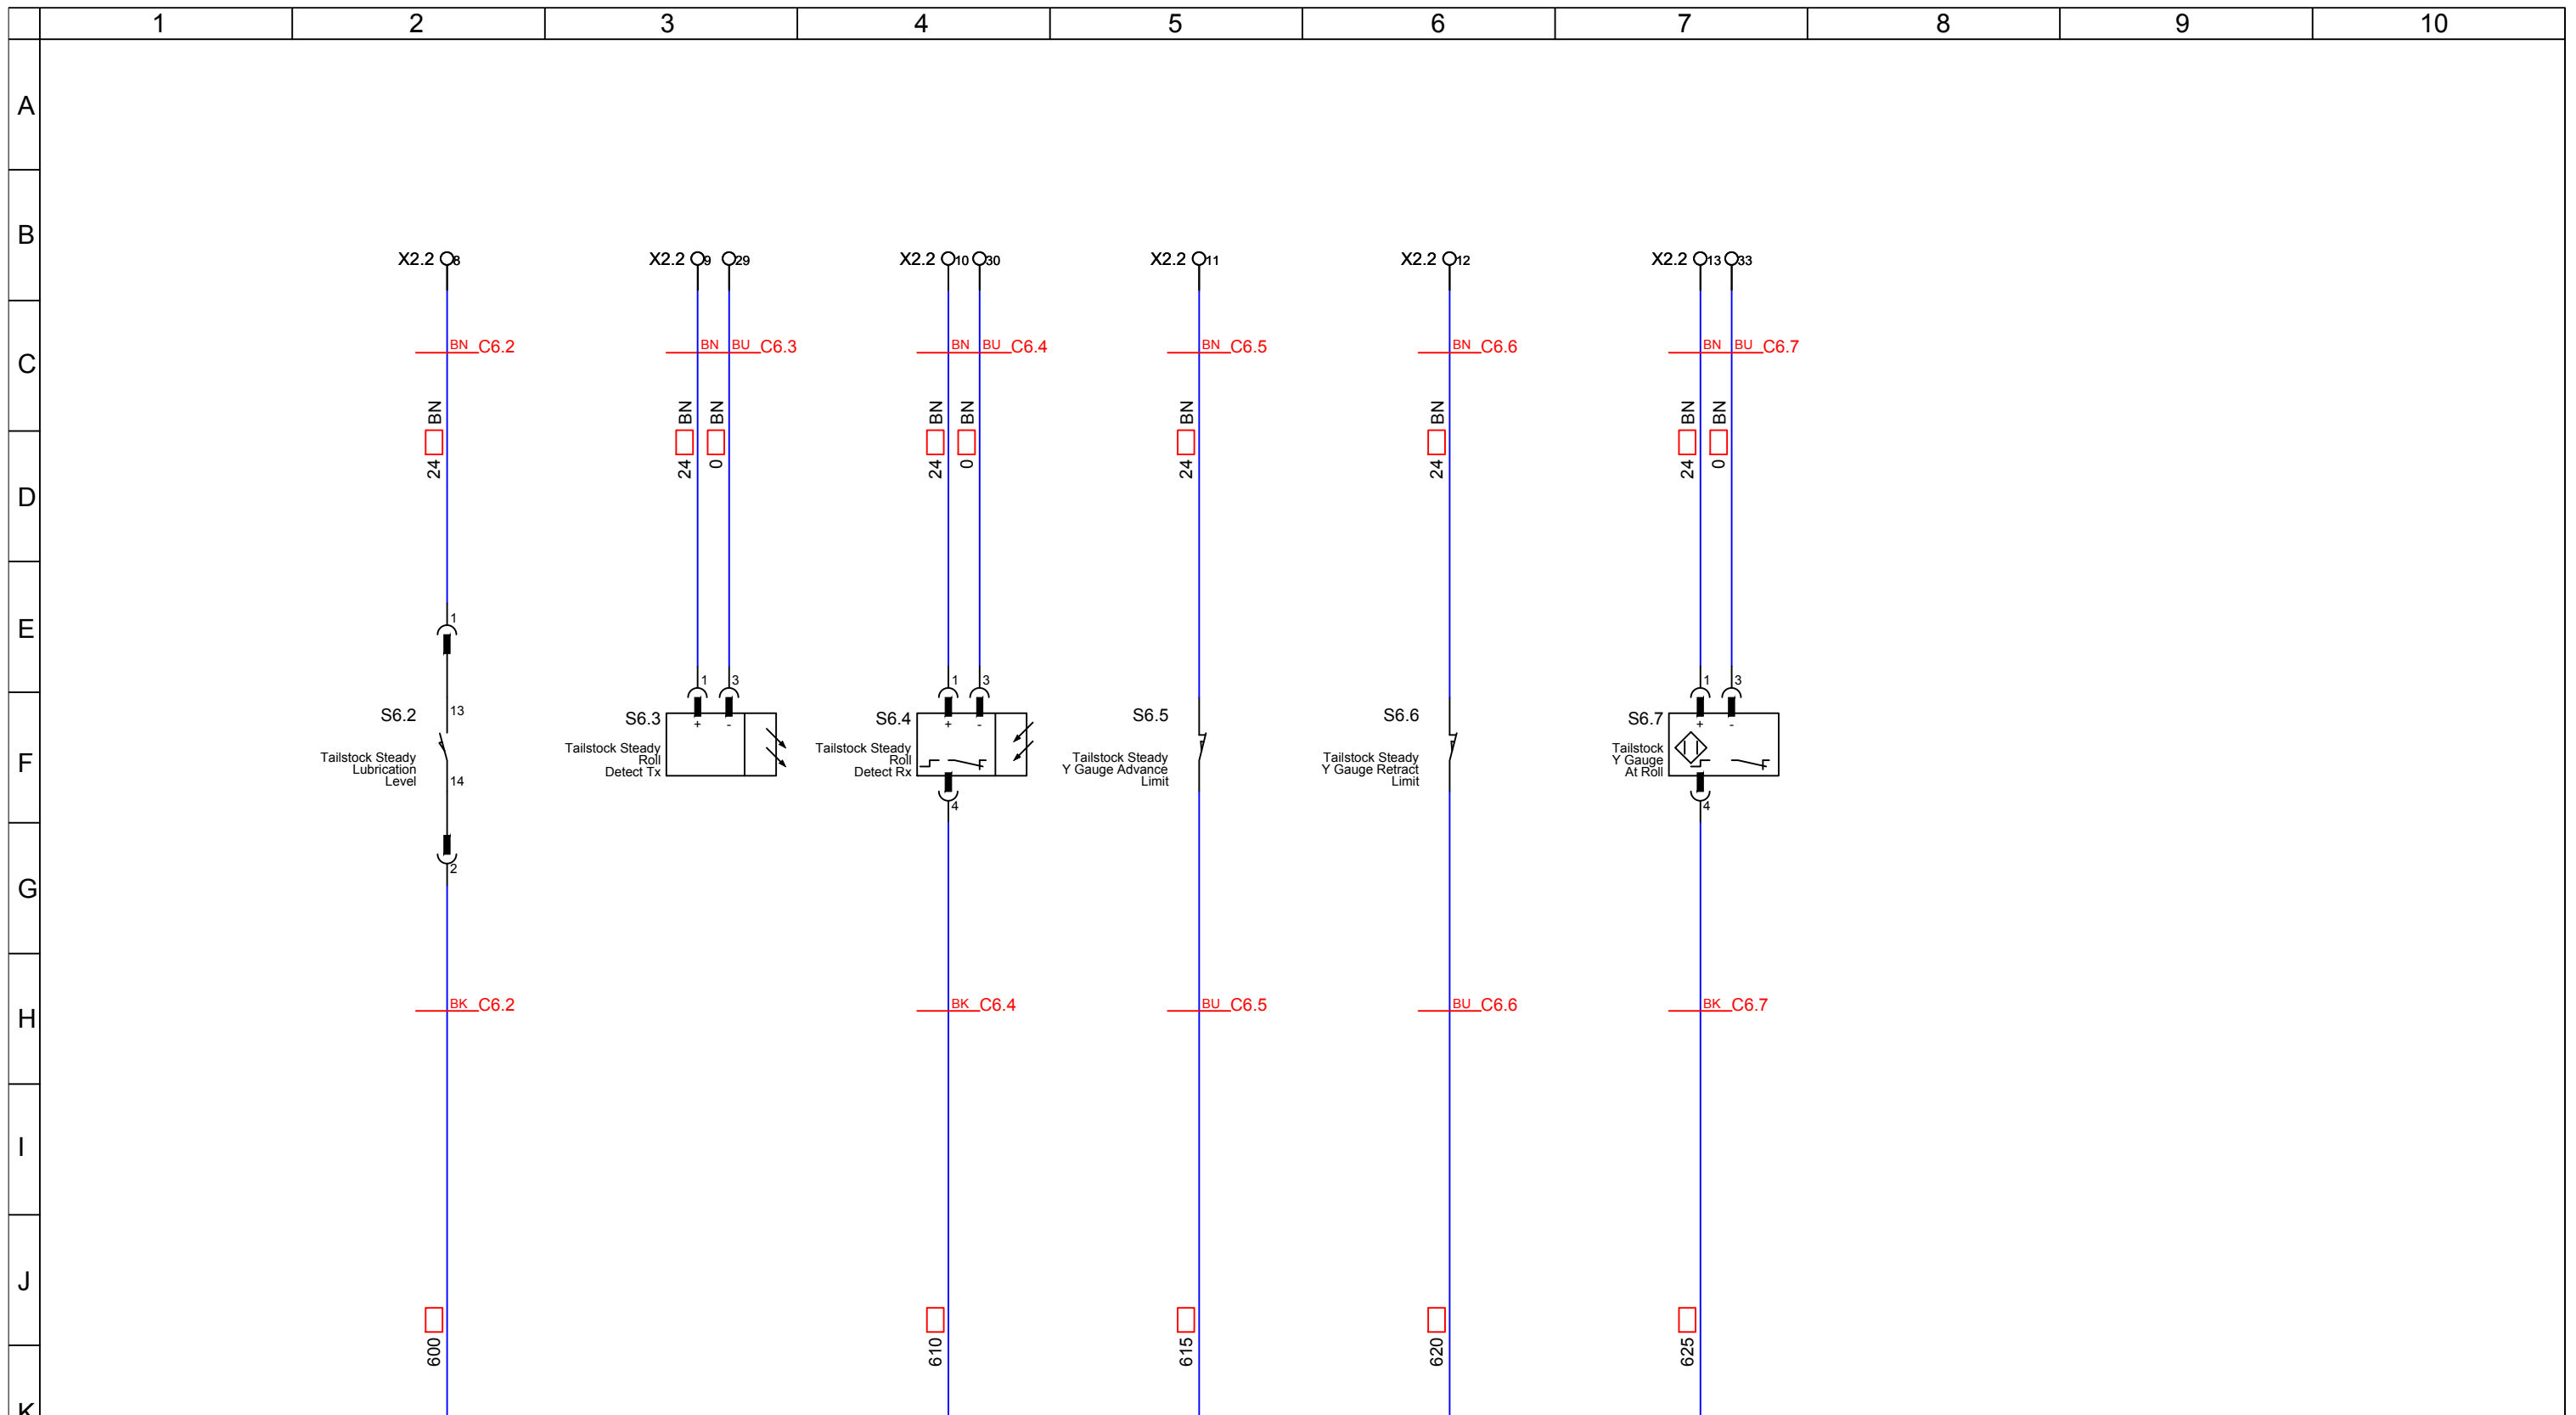 1 2 3 4 5 6 7 8 9 10
A
B
X2.2 8 X2.2 9 29 X2.2 10 30 X2.2 11 X2.2 12 X2.2 13 33
BN C6.2 BN BU C6.3 BN BU C6.4 BN C6.5 BN C6.6 BN BU C6.7
C
BN BN BN BN BN BN BN BN BN
24 24 0 24 0 24 24 24 0
D
1
E
1 3 1 3 1 3
13
S6.2 S6.3 + - S6.4 + - S6.5 S6.6 S6.7 + -
Tailstock Steady
Lubrication
Level
14
Tailstock Steady
Roll
Detect Tx
Tailstock Steady
Roll
Detect Rx
Tailstock Steady
Y Gauge Advance
Limit
Tailstock Steady
Y Gauge Retract
Limit
Tailstock
Y Gauge
At Roll
F
4 4
2
G
BK C6.2 BK C6.4 BU C6.5 BU C6.6 BK C6.7
H
I
J
600 610 615 620 625
K